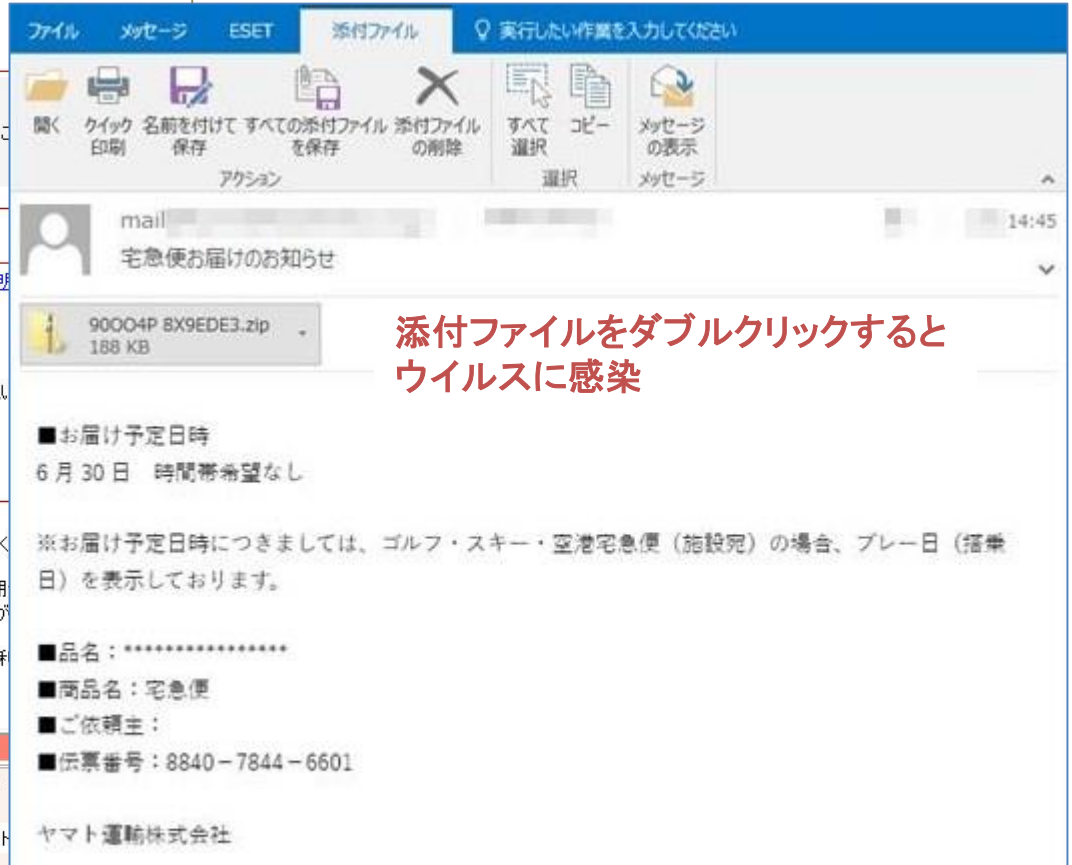 ファイル メッセージ ESET 添付ファイル 実行したい作業を入力してください
開く クイック印刷 名前を付けて保存 すべての添付ファイルを保存 添付ファイルの削除 すべて選択 コピー メッセージの表示
アクション 選択 メッセージ
mail 14:45
宅急便お届けのお知らせ
90OO4P 8X9EDE3.zip
188 KB
添付ファイルをダブルクリックすると
ウイルスに感染
■お届け予定日時
6月30日 時間帯希望なし
※お届け予定日時につきましては、ゴルフ・スキー・空港宅急便(施設宛)の場合、プレー日(搭乗
日)を表示しております。
■品名:****************
■商品名:宅急便
■ご依頼主:
■伝票番号:8840-7844-6601
ヤマト運輸株式会社